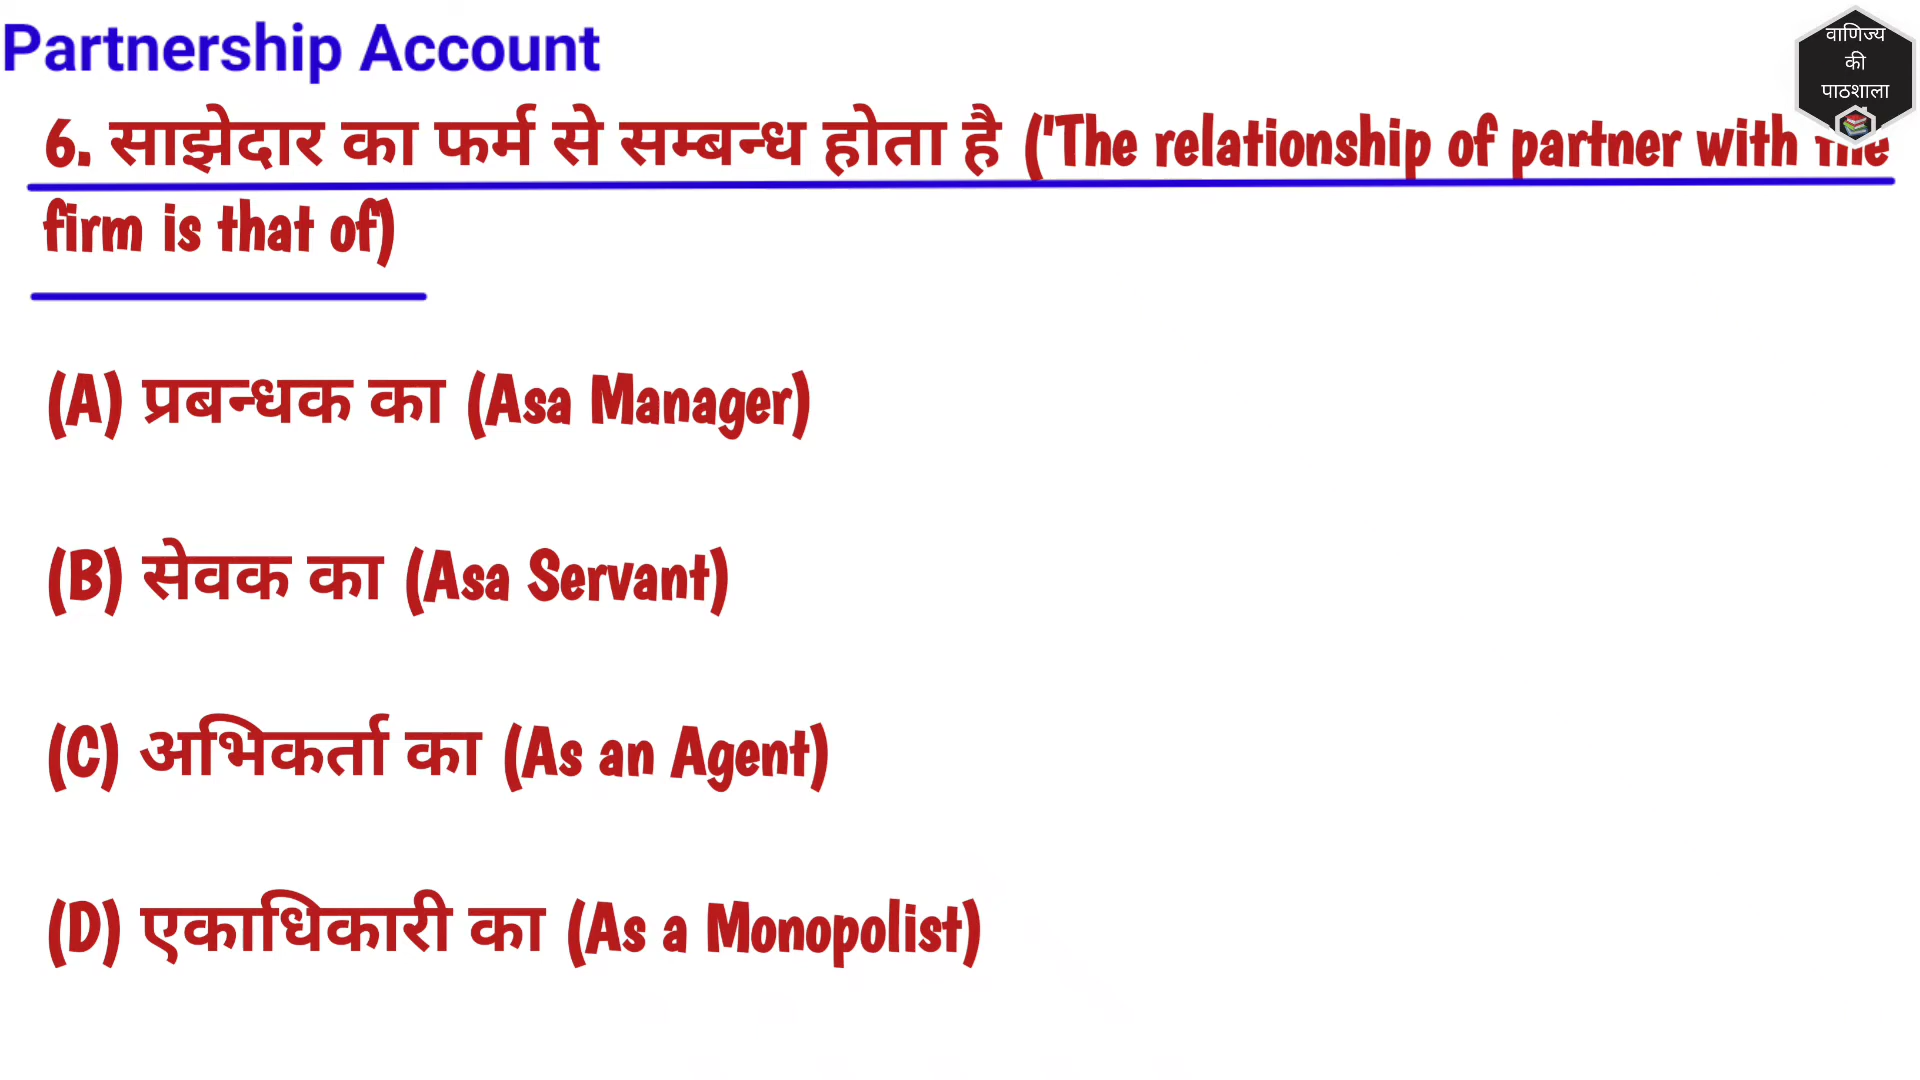 Partnership Account
वाणिज्य
की
पाठशाला
6. साझेदार का फर्म से सम्बन्ध होता है ('The relationship of partner with the
firm is that of)
(A) प्रबन्धक का (Asa Manager)
(B) सेवक का (Asa Servant)
(C) अभिकर्ता का (As an Agent)
(D) एकाधिकारी का (As a Monopolist)